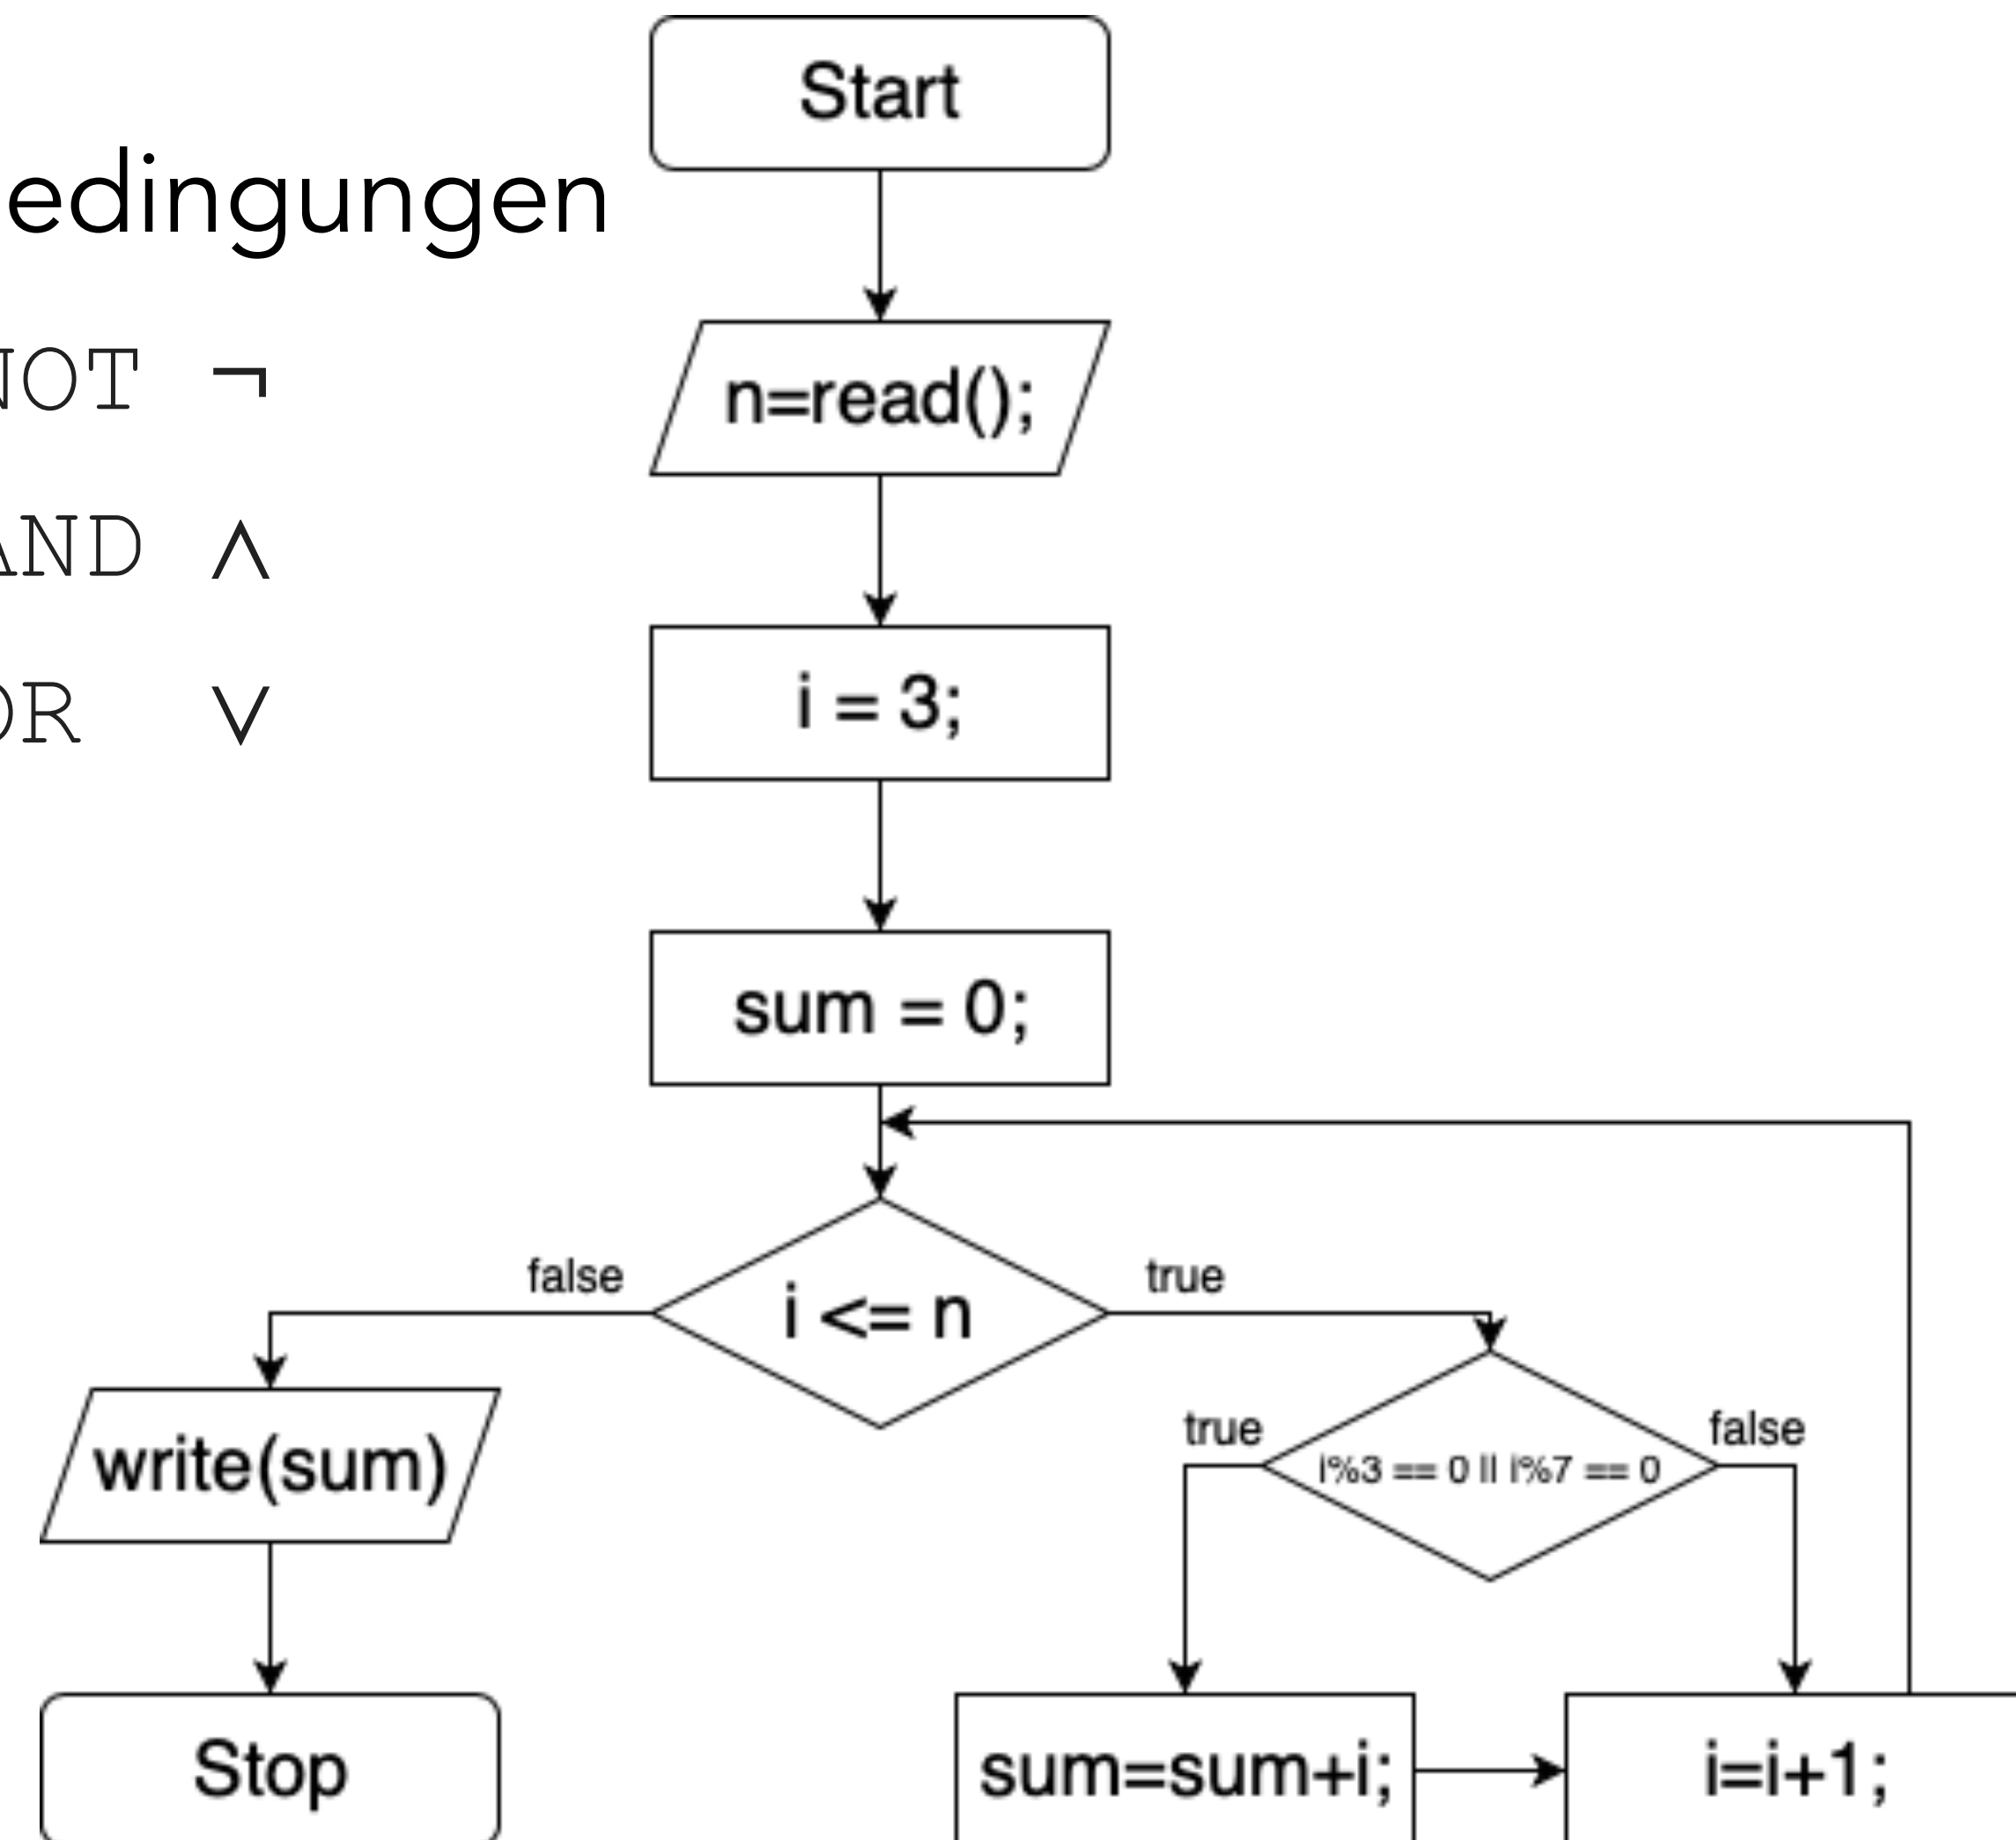 edingungen
NOT ¬
AND ∧
OR ∨
Start
n=read();
i = 3;
sum = 0;
i <= n
false
true
write(sum)
Stop
i%3 == 0 || i%7 == 0
true
false
sum=sum+i;
i=i+1;